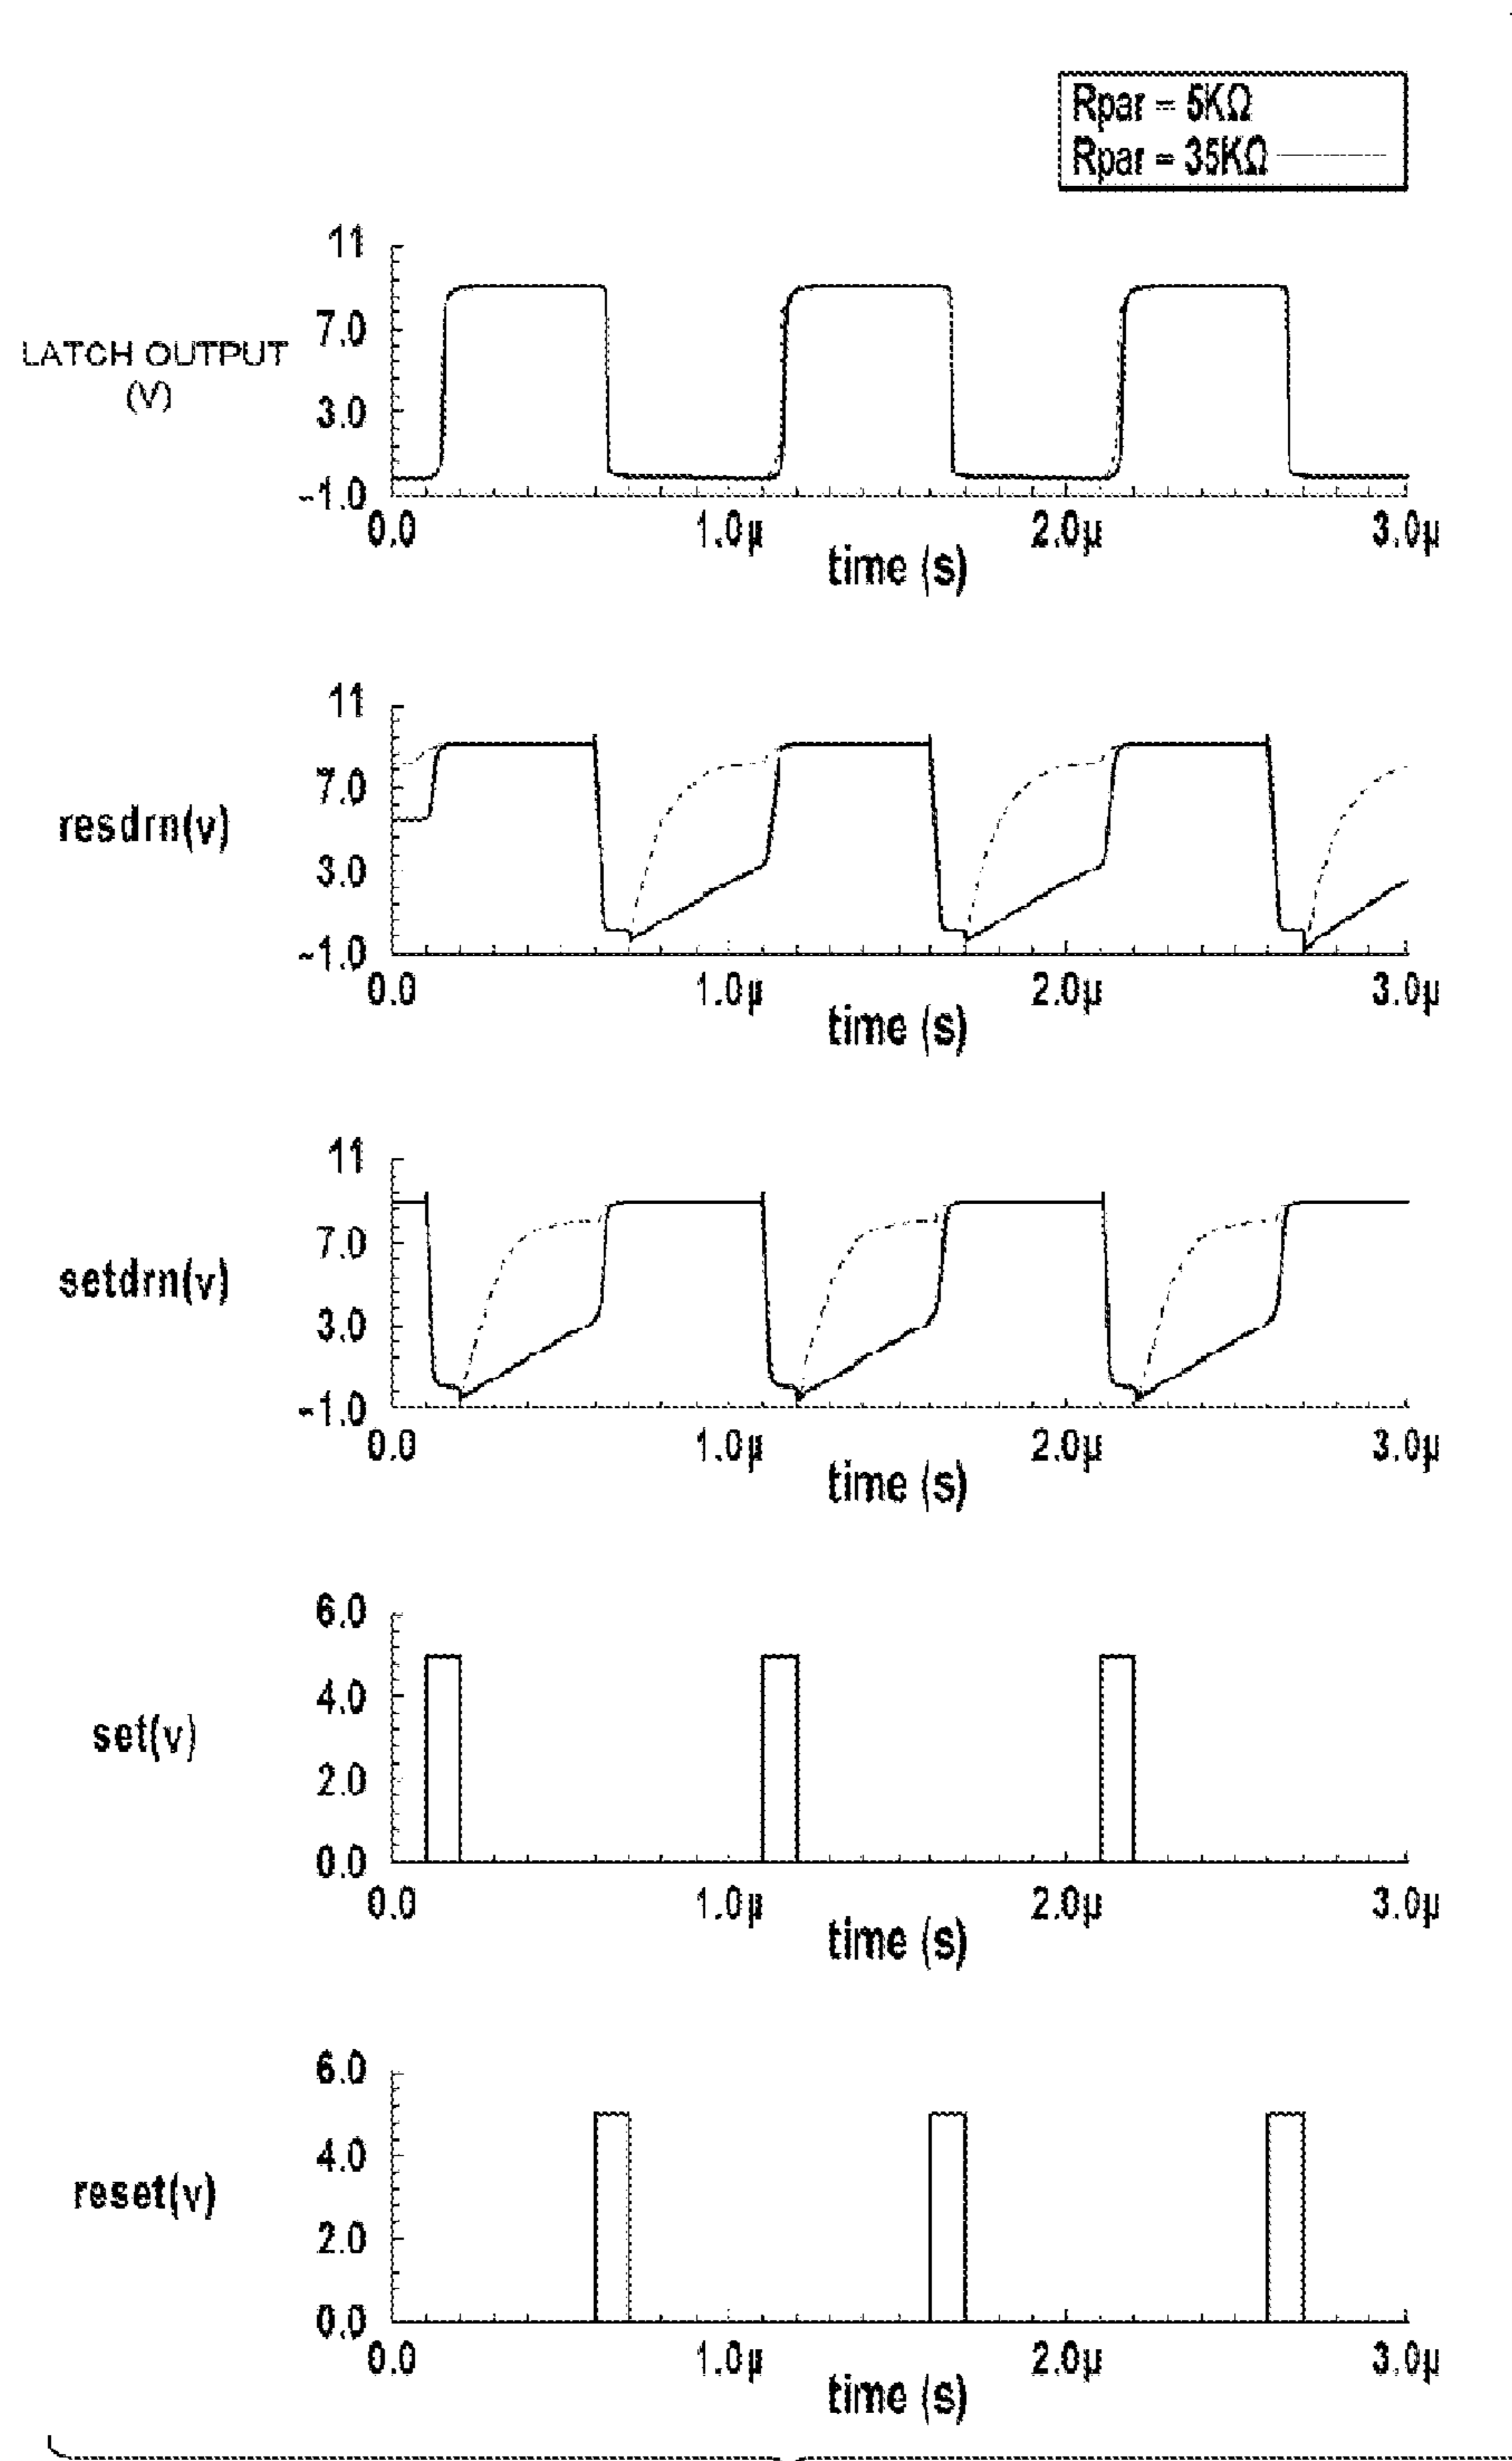 Rpar = 5KΩ
Rpar = 35KΩ
LATCH OUTPUT
(V)
11
7.0
3.0
-1.0
0.0
1.0µ
2.0µ
3.0µ
time (s)
resdrn(v)
11
7.0
3.0
-1.0
0.0
1.0µ
2.0µ
3.0µ
time (s)
setdrn(v)
11
7.0
3.0
-1.0
0.0
1.0µ
2.0µ
3.0µ
time (s)
set(v)
6.0
4.0
2.0
0.0
0.0
1.0µ
2.0µ
3.0µ
time (s)
reset(v)
6.0
4.0
2.0
0.0
0.0
1.0µ
2.0µ
3.0µ
time (s)